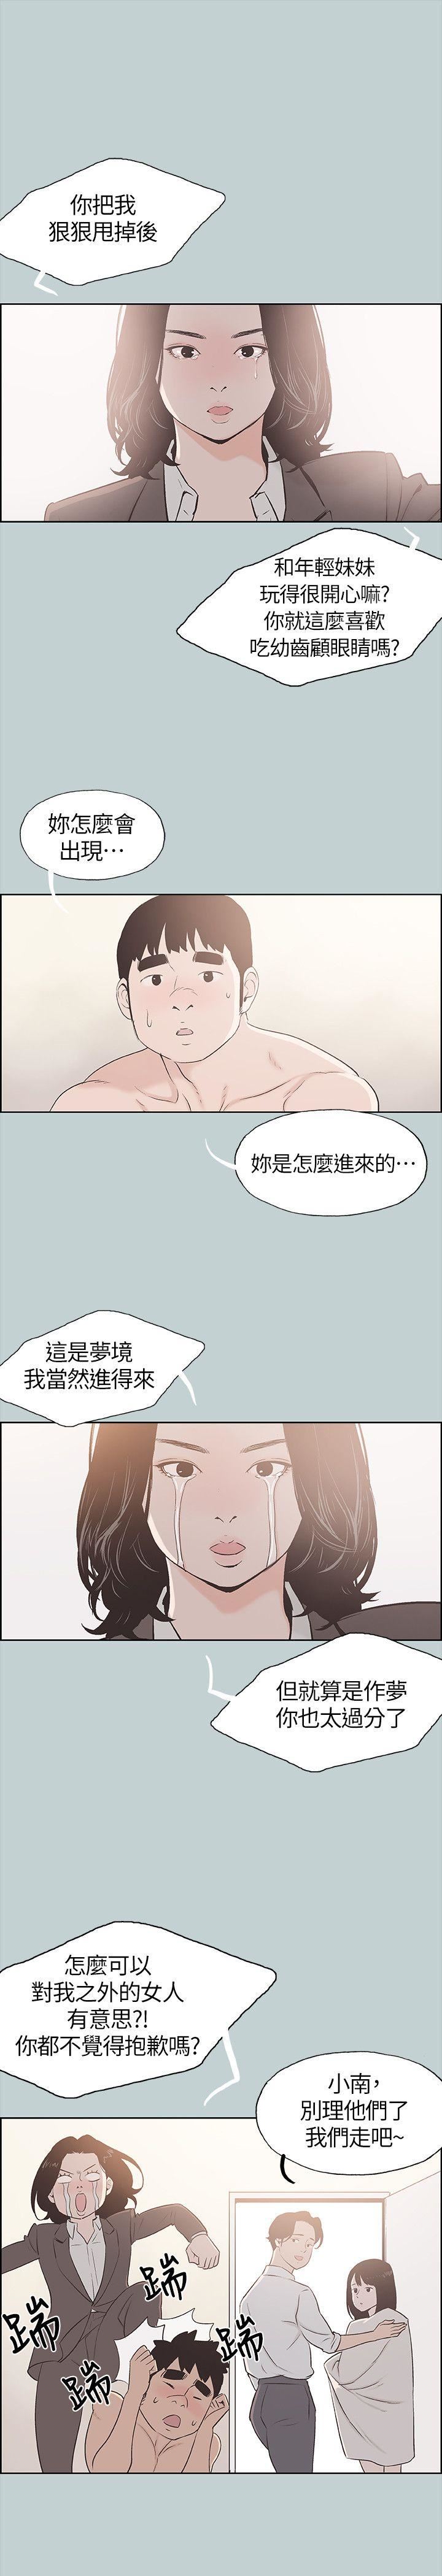 你把我
狠狠甩掉後
和年輕妹妹
玩得很開心嘛?
你就這麼喜歡
吃幼齒顧眼睛嗎?
妳怎麼會
出現…
妳是怎麼進來的…
這是夢境
我當然進得來
但就算是作夢
你也太過分了
怎麼可以
對我之外的女人
有意思?!
你都不覺得抱歉嗎?
小南,
別理他們了
我們走吧~
踹
踹
踹
踹